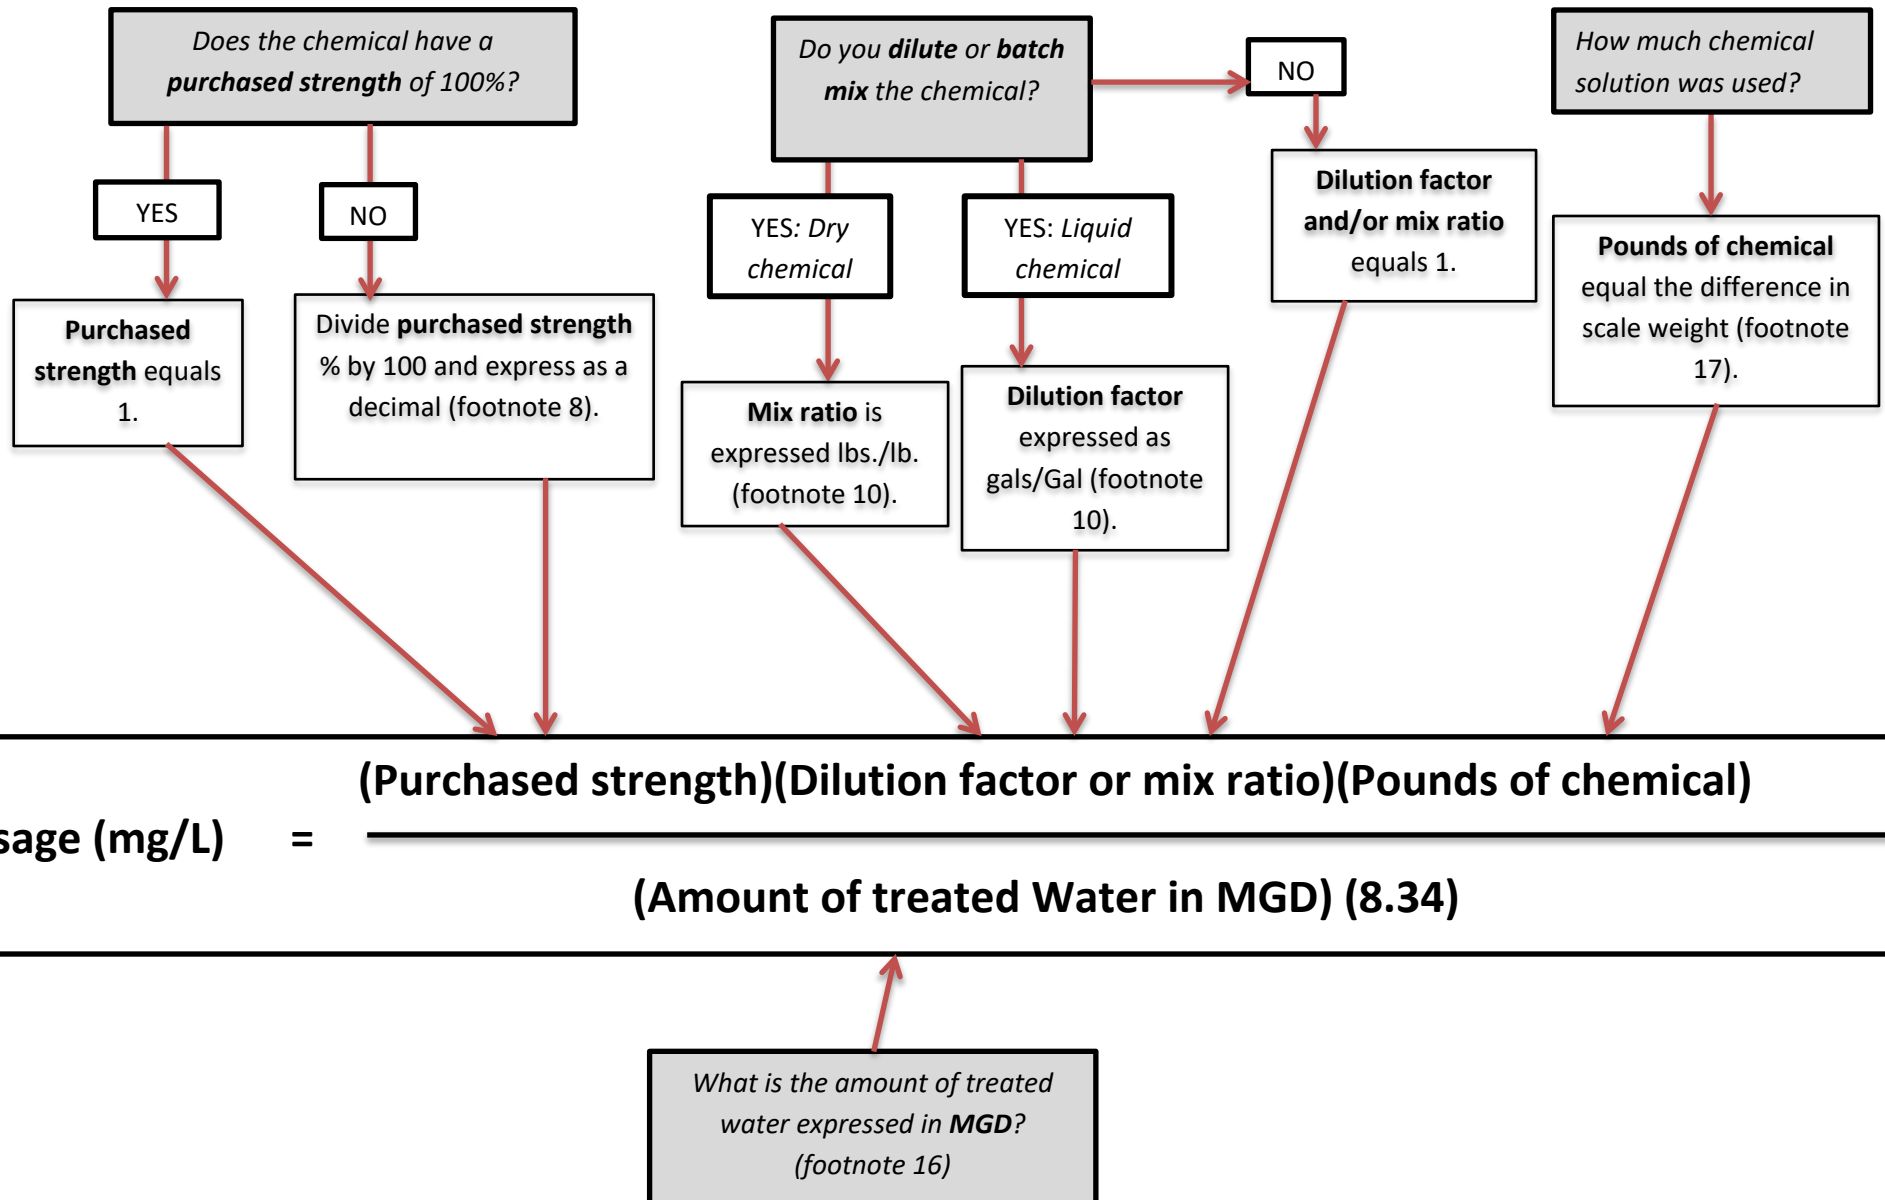 Does the chemical have a
purchased strength of 100%?
YES
NO
Purchased
strength equals
1.
Divide purchased strength
% by 100 and express as a
decimal (footnote 8).
Do you dilute or batch
mix the chemical?
NO
YES: Dry
chemical
YES: Liquid
chemical
Dilution factor
and/or mix ratio
equals 1.
Mix ratio is
expressed lbs./lb.
(footnote 10).
Dilution factor
expressed as
gals/Gal (footnote
10).
How much chemical
solution was used?
Pounds of chemical
equal the difference in
scale weight (footnote
17).
(Purchased strength)(Dilution factor or mix ratio)(Pounds of chemical)
sage (mg/L) =
(Amount of treated Water in MGD) (8.34)
What is the amount of treated
water expressed in MGD?
(footnote 16)